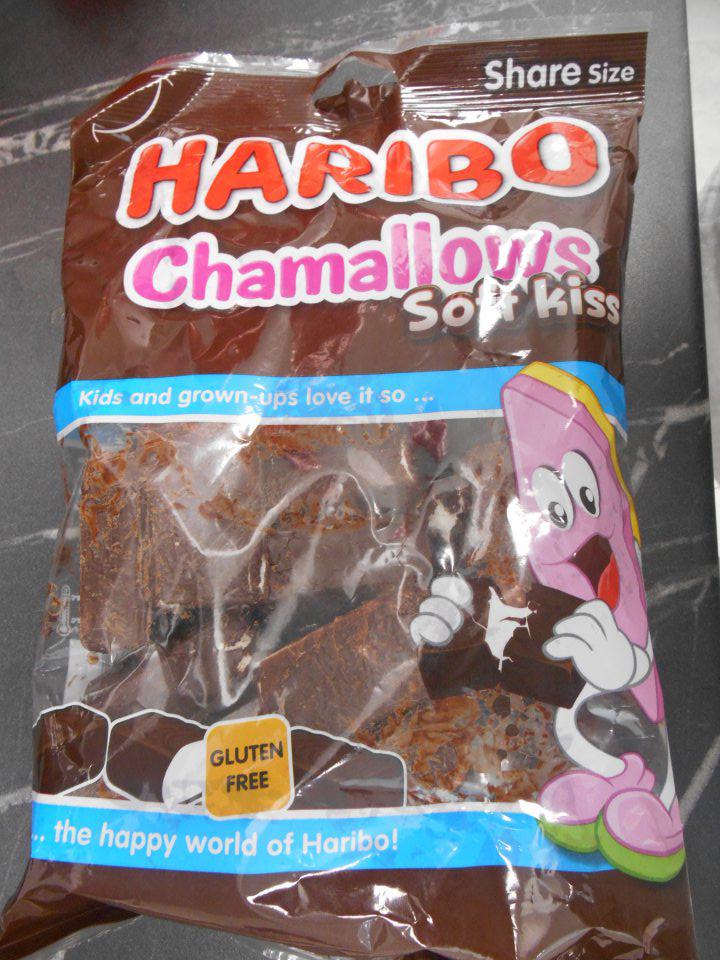 Share Size
HARIBO
Chamallows
Soft kiss
Kids and grown-ups love it so ...
GLUTEN
FREE
... the happy world of Haribo!